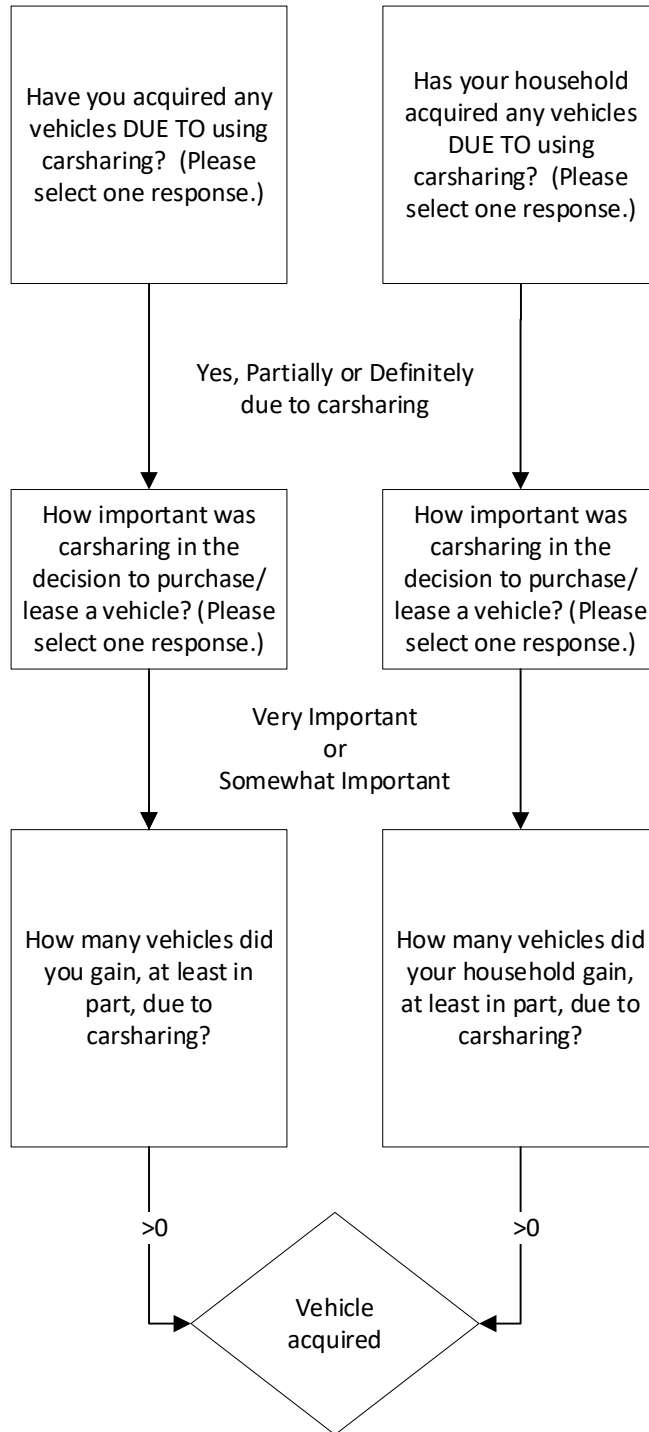 Have you acquired any
vehicles DUE TO using
carsharing?  (Please
select one response.)
Has your household
acquired any vehicles
DUE TO using
carsharing?  (Please
select one response.)
Yes, Partially or Definitely
due to carsharing
How important was
carsharing in the
decision to purchase/
lease a vehicle? (Please
select one response.)
How important was
carsharing in the
decision to purchase/
lease a vehicle? (Please
select one response.)
Very Important
or
Somewhat Important
How many vehicles did
you gain, at least in
part, due to
carsharing?
How many vehicles did
your household gain,
at least in part, due to
carsharing?
>0
>0
Vehicle
acquired